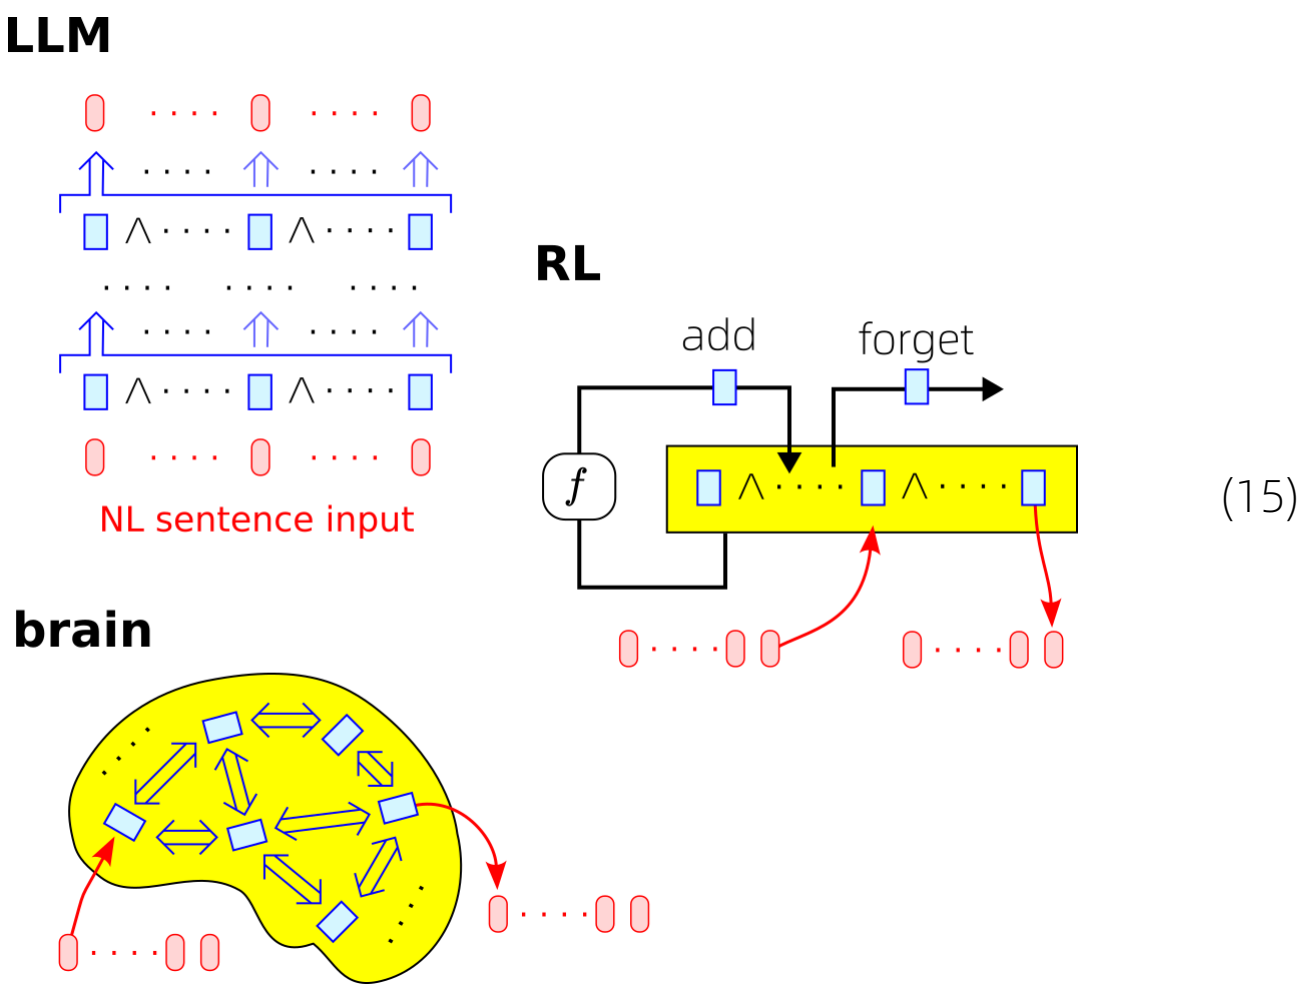 LLM
∧ ∧
∧ ∧
NL sentence input
RL
add
forget
f
∧ ∧
(15)
brain